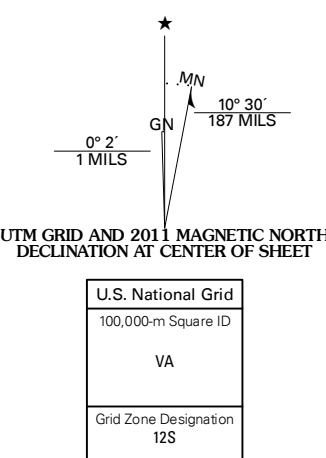 ★
MN
10° 30´
187 MILS
GN
0° 2´
1 MILS
UTM GRID AND 2011 MAGNETIC NORTH
DECLINATION AT CENTER OF SHEET
U.S. National Grid
100,000-m Square ID
VA
Grid Zone Designation
12S